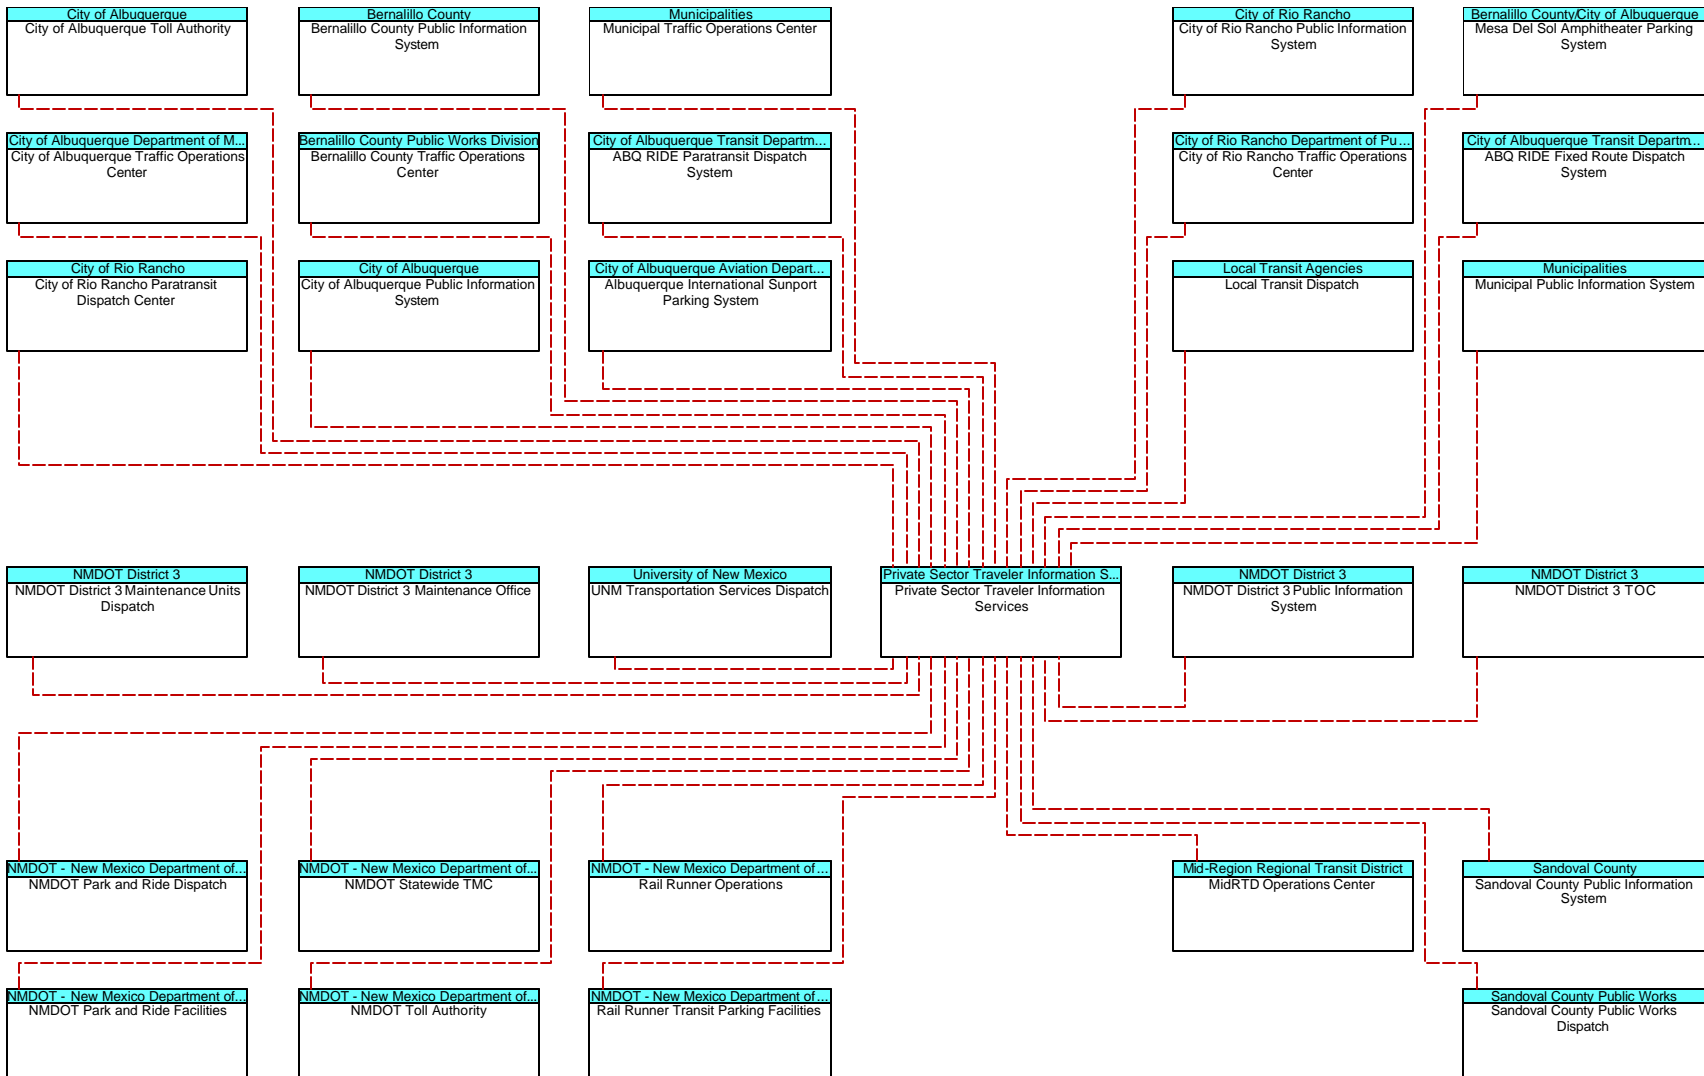 City of Albuquerque
City of Albuquerque Toll Authority
Bernalillo County
Bernalillo County Public Information
System
Municipalities
Municipal Traffic Operations Center
City of Rio Rancho
City of Rio Rancho Public Information
System
Bernalillo County/City of Albuquerque
Mesa Del Sol Amphitheater Parking
System
City of Albuquerque Department of M...
City of Albuquerque Traffic Operations
Center
Bernalillo County Public Works Division
Bernalillo County Traffic Operations
Center
City of Albuquerque Transit Departm...
ABQ RIDE Paratransit Dispatch
System
City of Rio Rancho Department of Pu...
City of Rio Rancho Traffic Operations
Center
City of Albuquerque Transit Departm...
ABQ RIDE Fixed Route Dispatch
System
City of Rio Rancho
City of Rio Rancho Paratransit
Dispatch Center
City of Albuquerque
City of Albuquerque Public Information
System
City of Albuquerque Aviation Depart...
Albuquerque International Sunport
Parking System
Local Transit Agencies
Local Transit Dispatch
Municipalities
Municipal Public Information System
NMDOT District 3
NMDOT District 3 Maintenance Units
Dispatch
NMDOT District 3
NMDOT District 3 Maintenance Office
University of New Mexico
UNM Transportation Services Dispatch
Private Sector Traveler Information S...
Private Sector Traveler Information
Services
NMDOT District 3
NMDOT District 3 Public Information
System
NMDOT District 3
NMDOT District 3 TOC
NMDOT - New Mexico Department of...
NMDOT Park and Ride Dispatch
NMDOT - New Mexico Department of...
NMDOT Statewide TMC
NMDOT - New Mexico Department of...
Rail Runner Operations
Mid-Region Regional Transit District
MidRTD Operations Center
Sandoval County
Sandoval County Public Information
System
NMDOT - New Mexico Department of...
NMDOT Park and Ride Facilities
NMDOT - New Mexico Department of...
NMDOT Toll Authority
NMDOT - New Mexico Department of...
Rail Runner Transit Parking Facilities
Sandoval County Public Works
Sandoval County Public Works
Dispatch